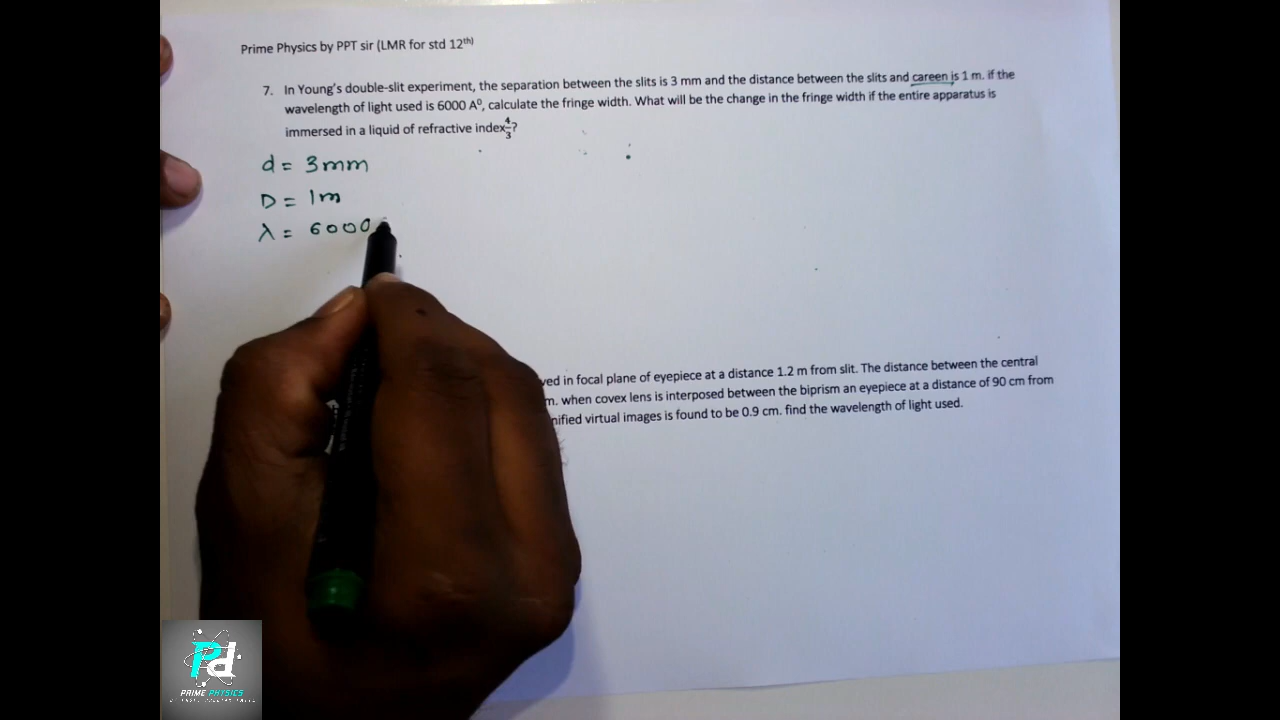 Prime Physics by PPT sir (LMR for std 12th)
7. In Young's double-slit experiment, the separation between the slits is 3 mm and the distance between the slits and careen is 1 m. if the
wavelength of light used is 6000 A⁰, calculate the fringe width. What will be the change in the fringe width if the entire apparatus is
immersed in a liquid of refractive index 4/3?
d = 3mm
D = 1m
λ = 6000
ved in focal plane of eyepiece at a distance 1.2 m from slit. The distance between the central
m. when covex lens is interposed between the biprism an eyepiece at a distance of 90 cm from
nified virtual images is found to be 0.9 cm. find the wavelength of light used.
Pd
PRIME PHYSICS